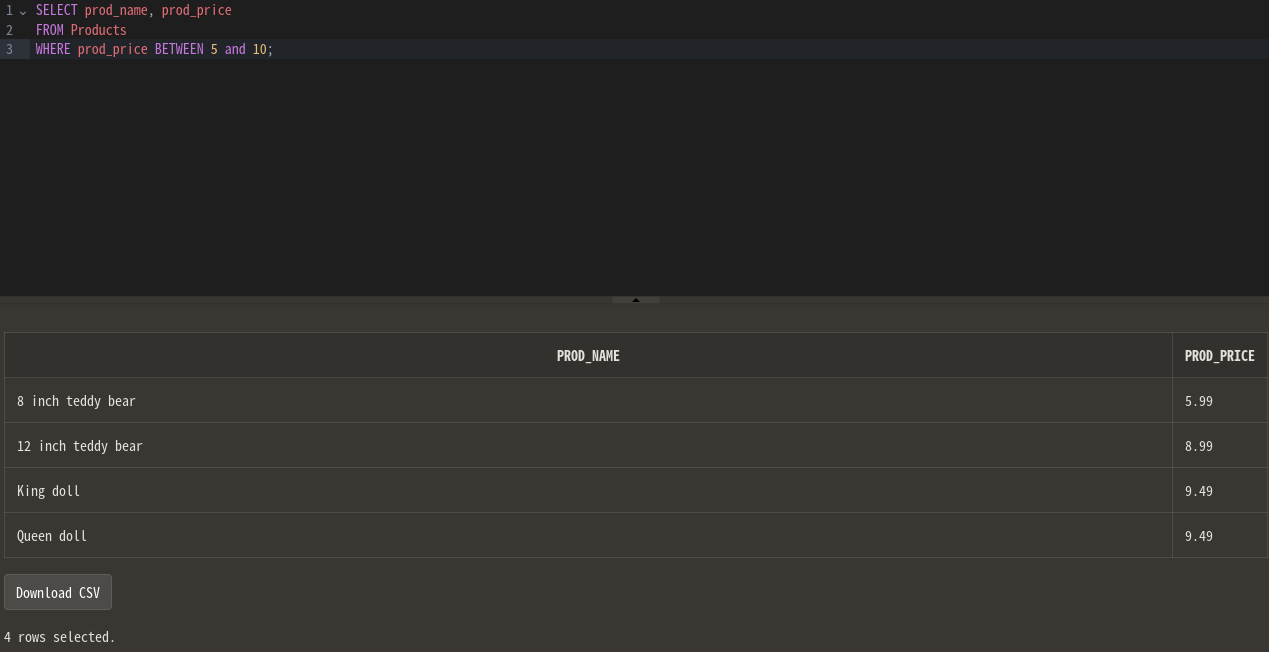 1 SELECT prod_name, prod_price
2 FROM Products
3 WHERE prod_price BETWEEN 5 and 10;
PROD_NAME PROD_PRICE
8 inch teddy bear 5.99
12 inch teddy bear 8.99
King doll 9.49
Queen doll 9.49
Download CSV
4 rows selected.